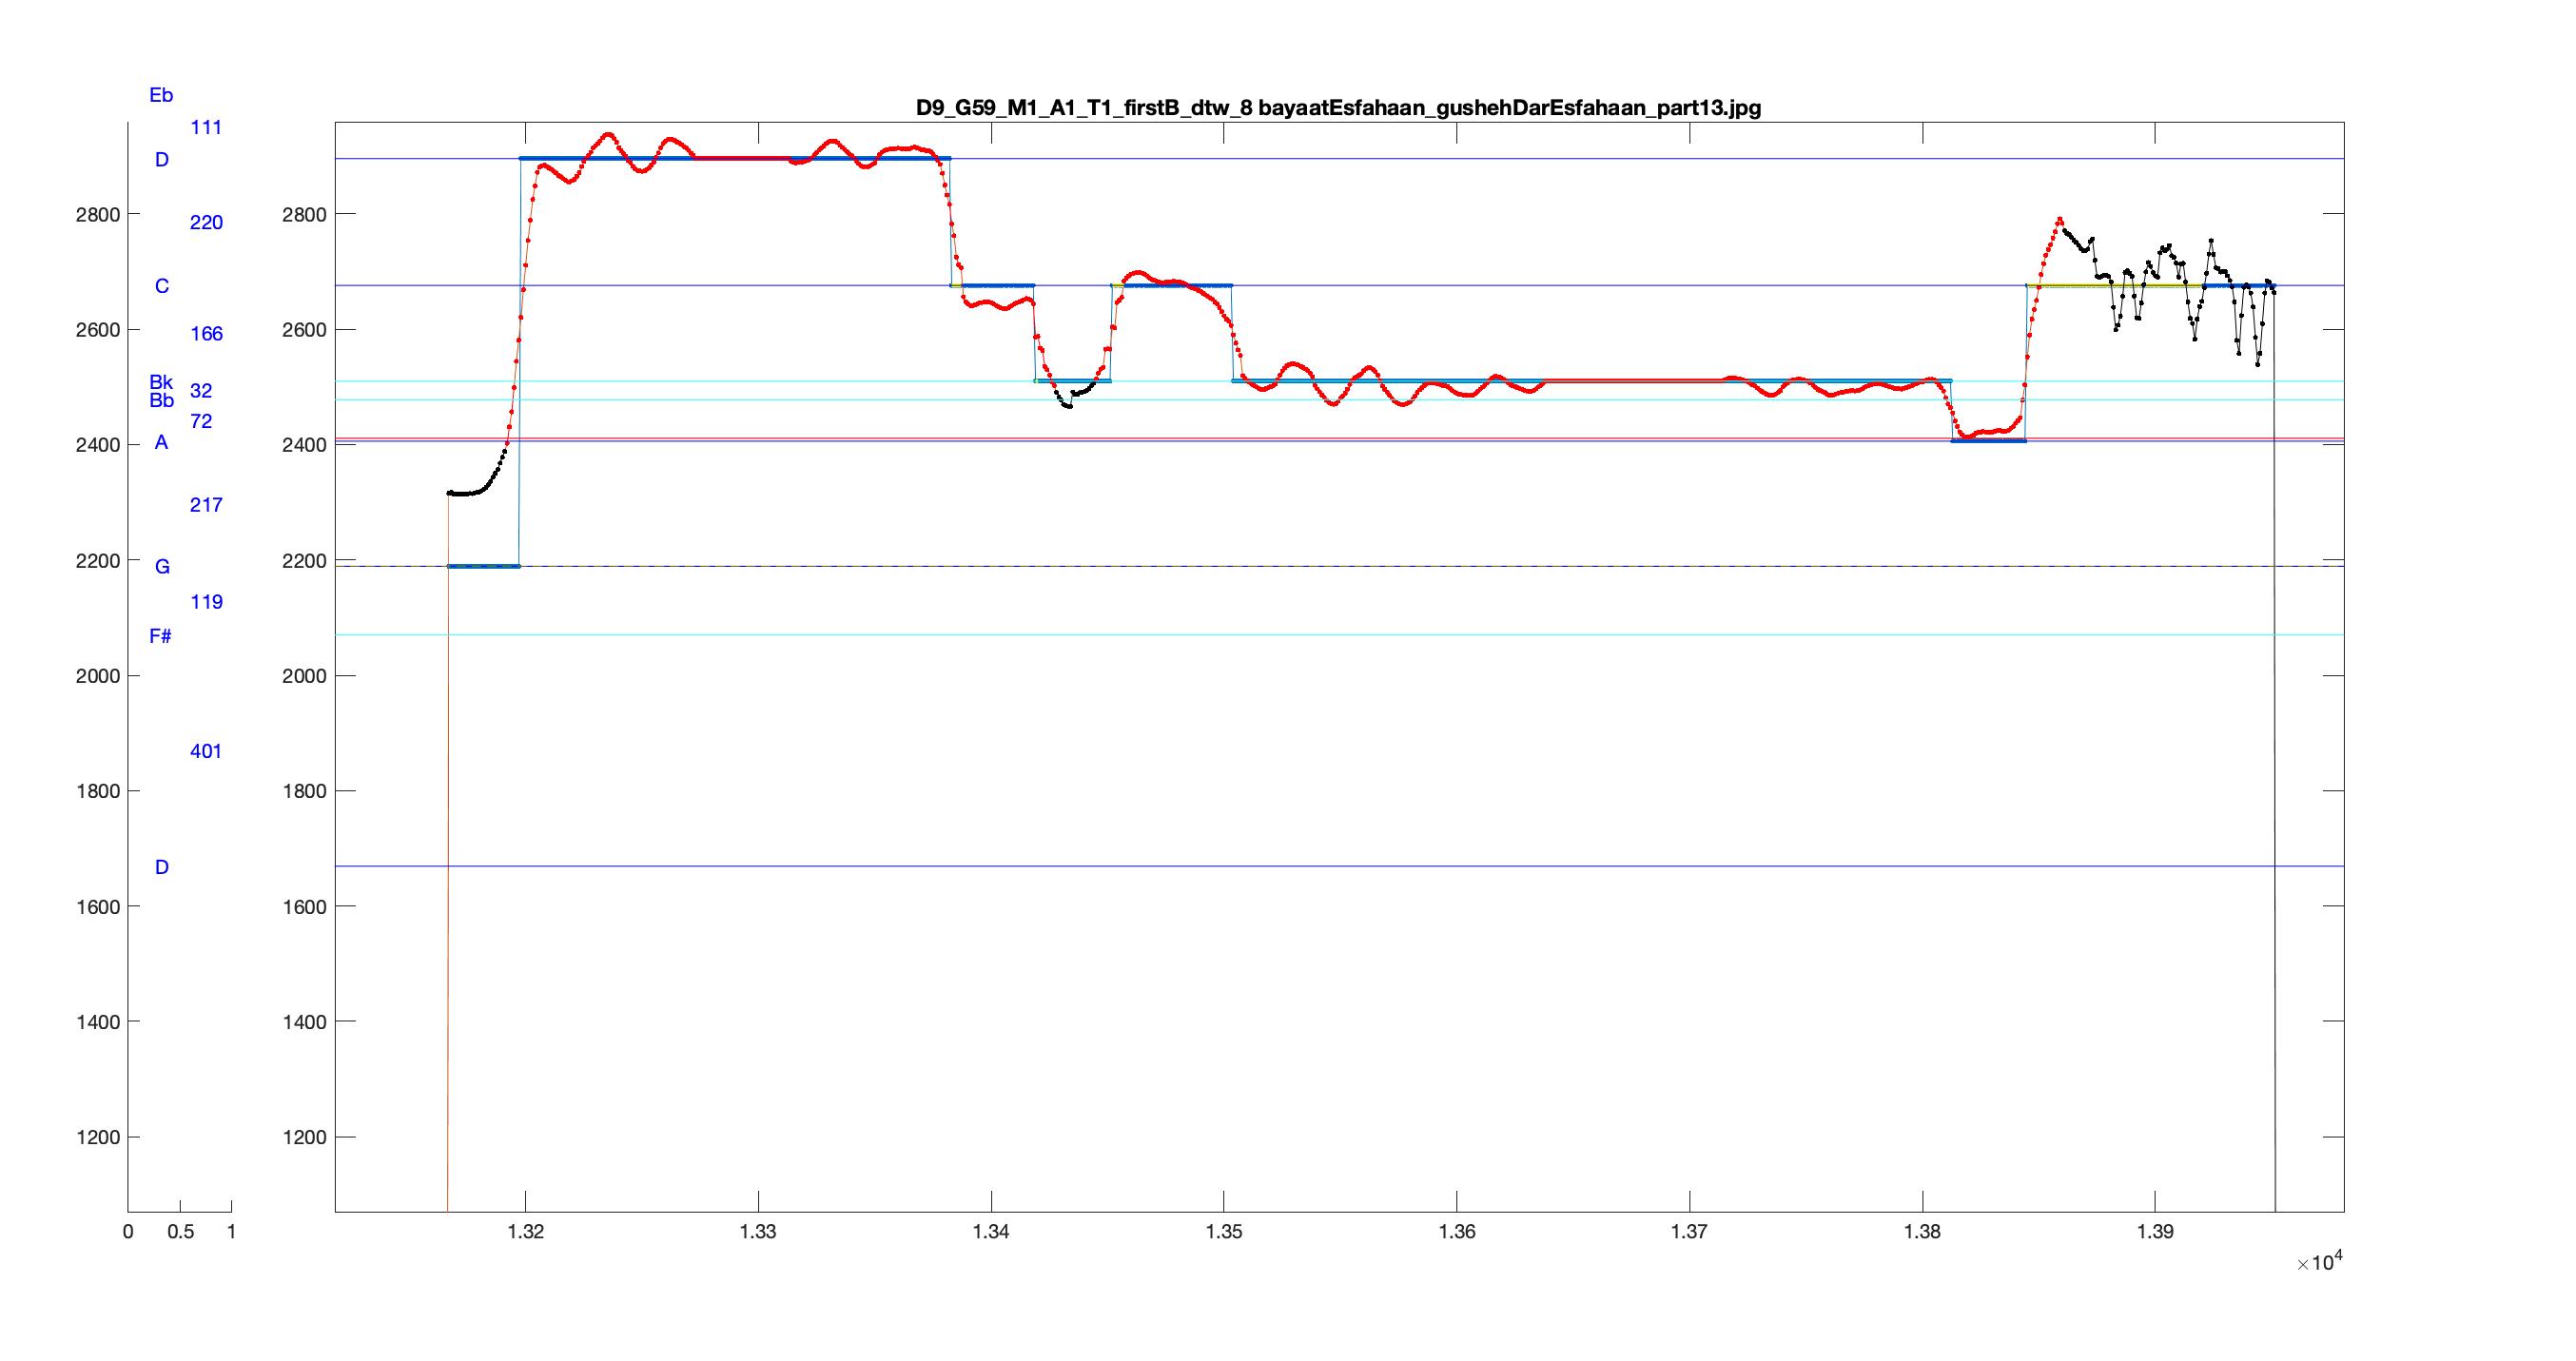 Eb
D9_G59_M1_A1_T1_firstB_dtw_8 bayaatEsfahaan_gushehDarEsfahaan_part13.jpg
111
D
220
2800 2800
C
166
2600 2600
Bk
32
Bb
72
A
2400 2400
217
2200 G 2200
119
F#
2000 2000
401
1800 1800
D
1600 1600
1400 1400
1200 1200
0 0.5 1 1.32 1.33 1.34 1.35 1.36 1.37 1.38 1.39
×10^4